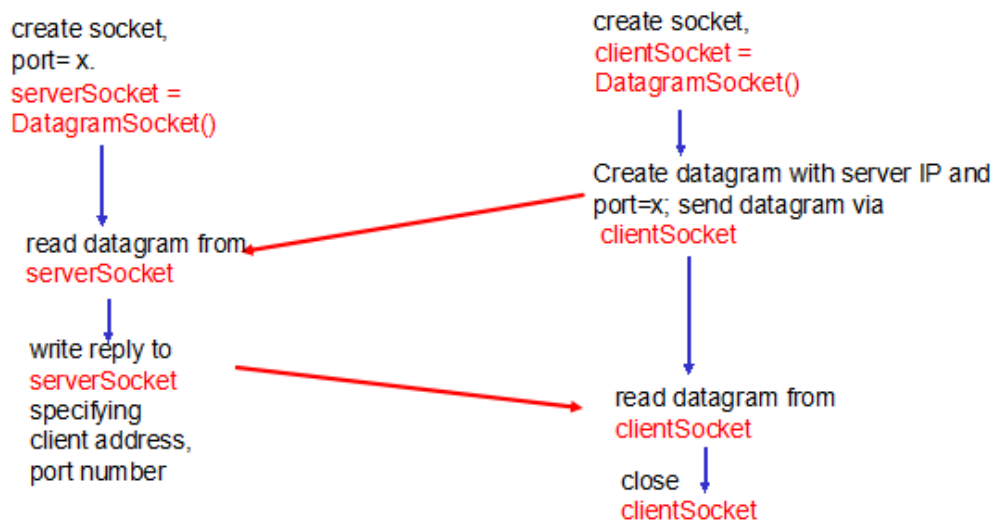 create socket,
port= x.
serverSocket =
DatagramSocket()
read datagram from
serverSocket
write reply to
serverSocket
specifying
client address,
port number
create socket,
clientSocket =
DatagramSocket()
Create datagram with server IP and
port=x; send datagram via
clientSocket
read datagram from
clientSocket
close
clientSocket